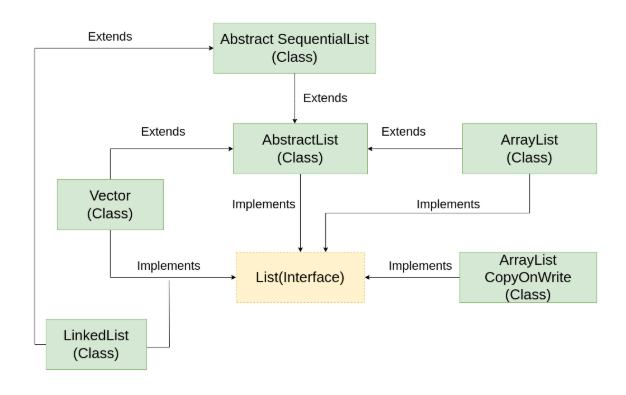 Extends
Abstract SequentialList
(Class)
Extends
Extends
AbstractList
(Class)
Extends
ArrayList
(Class)
Vector
(Class)
Implements
Implements
Implements
List(Interface)
Implements
ArrayList
CopyOnWrite
(Class)
LinkedList
(Class)